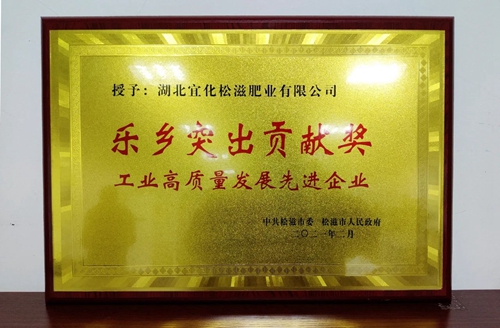 授予：湖北宜化松滋肥业有限公司
乐乡突出贡献奖
工业高质量发展先进企业
中共松滋市委 松滋市人民政府
二〇二一年二月